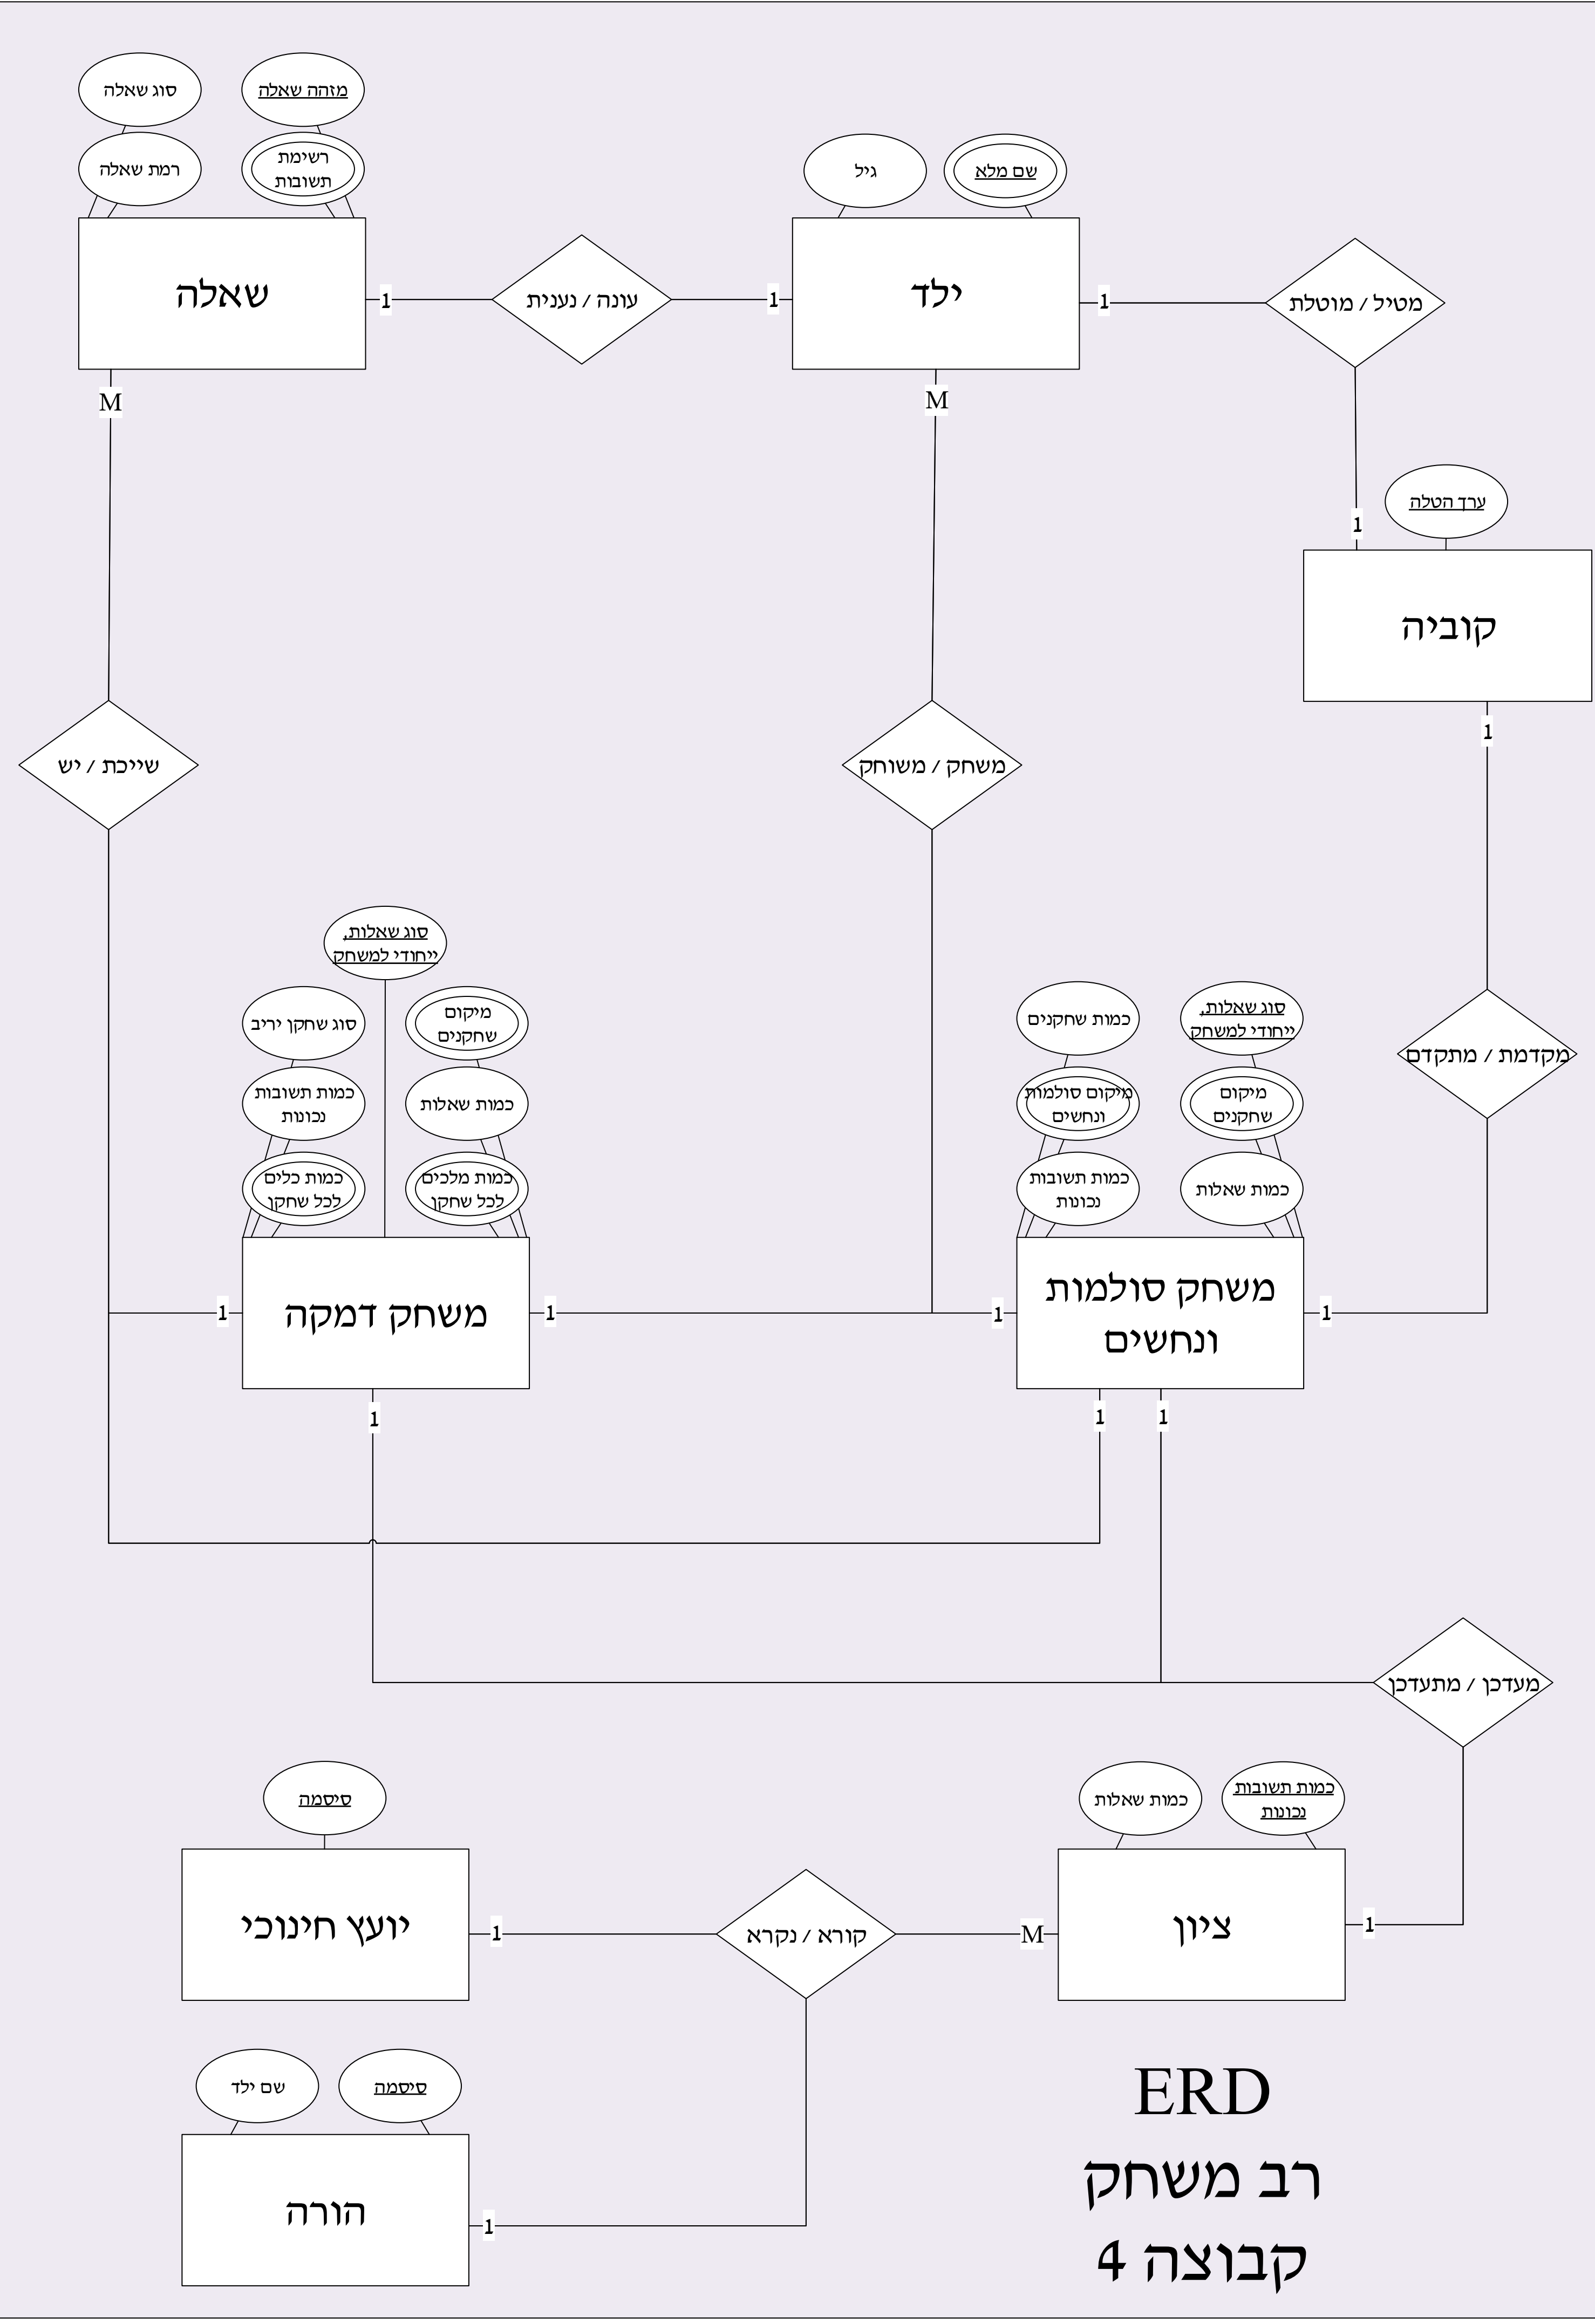 סוג שאלה
מזהה שאלה
רמת שאלה
רשימת
תשובות
גיל
שם מלא
שאלה
1
עונה / נענית
1
ילד
1
מטיל / מוטלת
M
M
1
ערך הטלה
קוביה
1
שייכת / יש
משחק / משוחק
מקדמת / מתקדם
סוג שאלות,
ייחודי למשחק
סוג שחקן יריב
מיקום
שחקנים
כמות תשובות
נכונות
כמות שאלות
כמות כלים
לכל שחקן
כמות מלכים
לכל שחקן
כמות שחקנים
סוג שאלות,
ייחודי למשחק
מיקום סולמות
ונחשים
מיקום
שחקנים
כמות תשובות
נכונות
כמות שאלות
1
משחק דמקה
1
1
משחק סולמות
ונחשים
1
1
1
1
מעדכן / מתעדכן
סיסמה
כמות שאלות
כמות תשובות
נכונות
יועץ חינוכי
1
קורא / נקרא
M
ציון
1
שם ילד
סיסמה
הורה
1
ERD
רב משחק
קבוצה 4